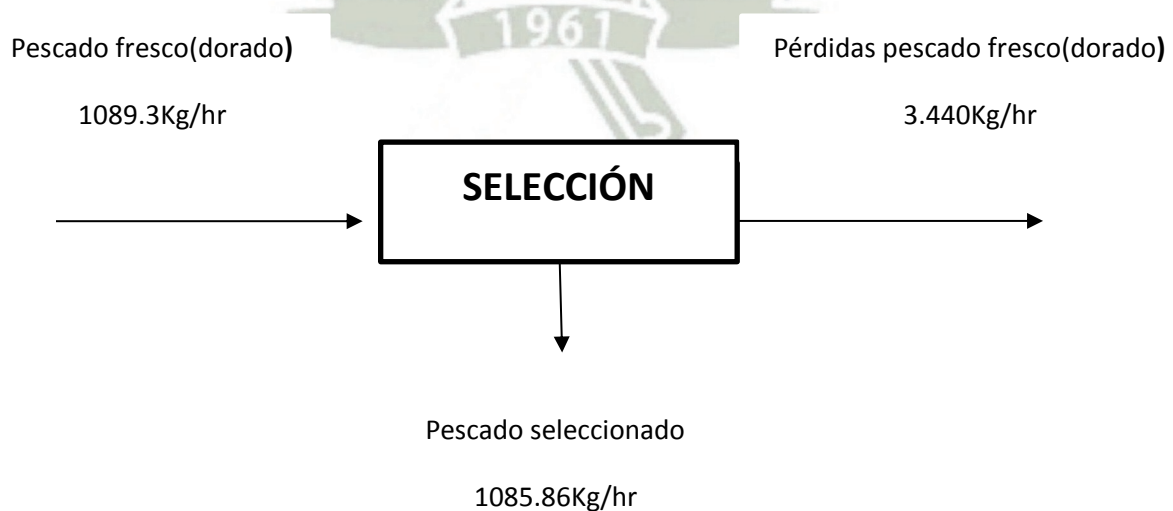 1961
Pescado fresco(dorado)
Pérdidas pescado fresco(dorado)
1089.3Kg/hr
3.440Kg/hr
SELECCIÓN
Pescado seleccionado
1085.86Kg/hr